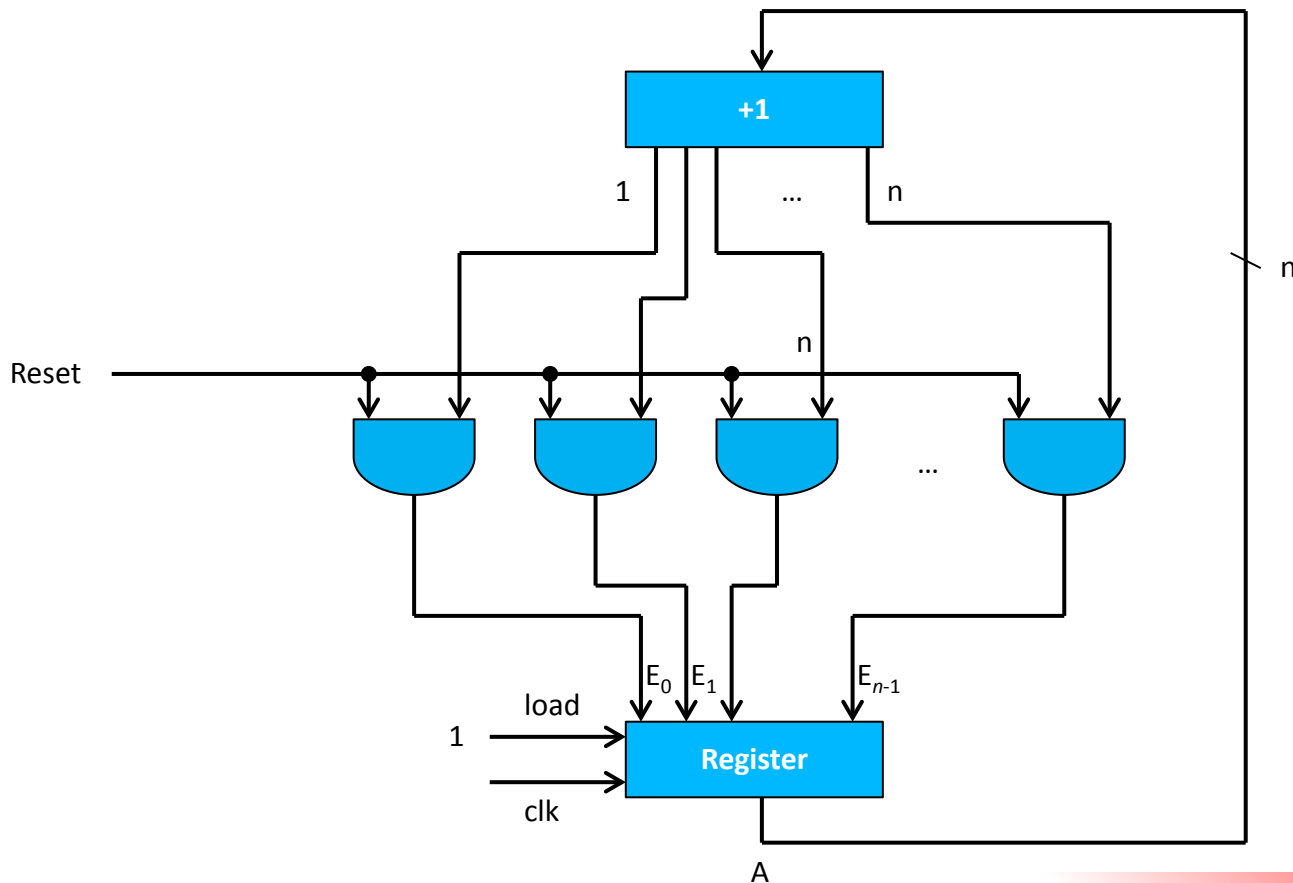 +1
1 ... n
n
n
Reset
...
E0 E1 En-1
load
1
Register
clk
A